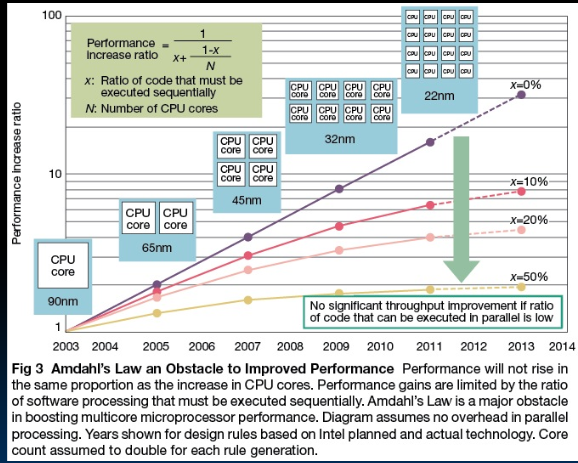 100
10
1
Performance increase ratio
Performance increase ratio = 1
x+ 1-x
N
x: Ratio of code that must be
executed sequentially
N: Number of CPU cores
CPU
core
90nm
CPU CPU
core core
65nm
CPU CPU
core core
CPU CPU
core core
45nm
CPU CPU CPU CPU
core core core core
CPU CPU CPU CPU
core core core core
32nm
CPU CPU CPU CPU
CPU CPU CPU CPU
CPU CPU CPU CPU
CPU CPU CPU CPU
22nm
x=0%
x=10%
x=20%
x=50%
No significant throughput improvement if ratio
of code that can be executed in parallel is low
2003 2004 2005 2006 2007 2008 2009 2010 2011 2012 2013 2014
Fig 3 Amdahl's Law an Obstacle to Improved Performance Performance will not rise in
the same proportion as the increase in CPU cores. Performance gains are limited by the ratio
of software processing that must be executed sequentially. Amdahl's Law is a major obstacle
in boosting multicore microprocessor performance. Diagram assumes no overhead in parallel
processing. Years shown for design rules based on Intel planned and actual technology. Core
count assumed to double for each rule generation.